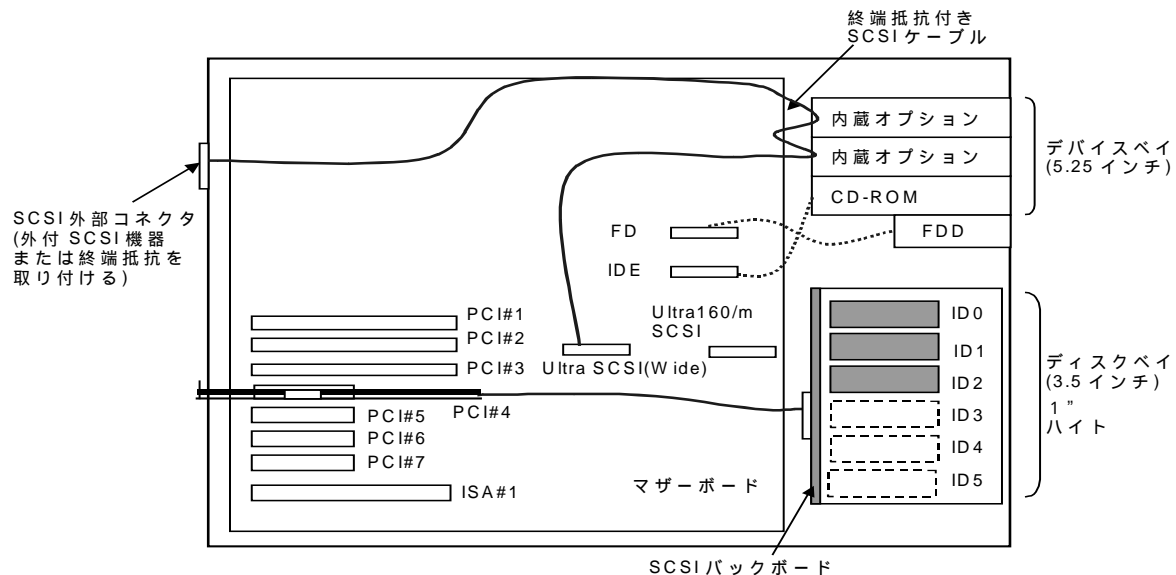 終端抵抗付き
SCSIケーブル
内蔵オプション
内蔵オプション
CD-ROM
FDD
デバイスベイ
(5.25インチ)
SCSI外部コネクタ
(外付SCSI機器
または終端抵抗を
取り付ける)
FD
IDE
Ultra160/m
SCSI
Ultra SCSI(Wide)
PCI#1
PCI#2
PCI#3
PCI#4
PCI#5
PCI#6
PCI#7
ISA#1
マザーボード
ID0
ID1
ID2
ID3
ID4
ID5
ディスクベイ
(3.5インチ)
1”
ハイト
SCSIバックボード